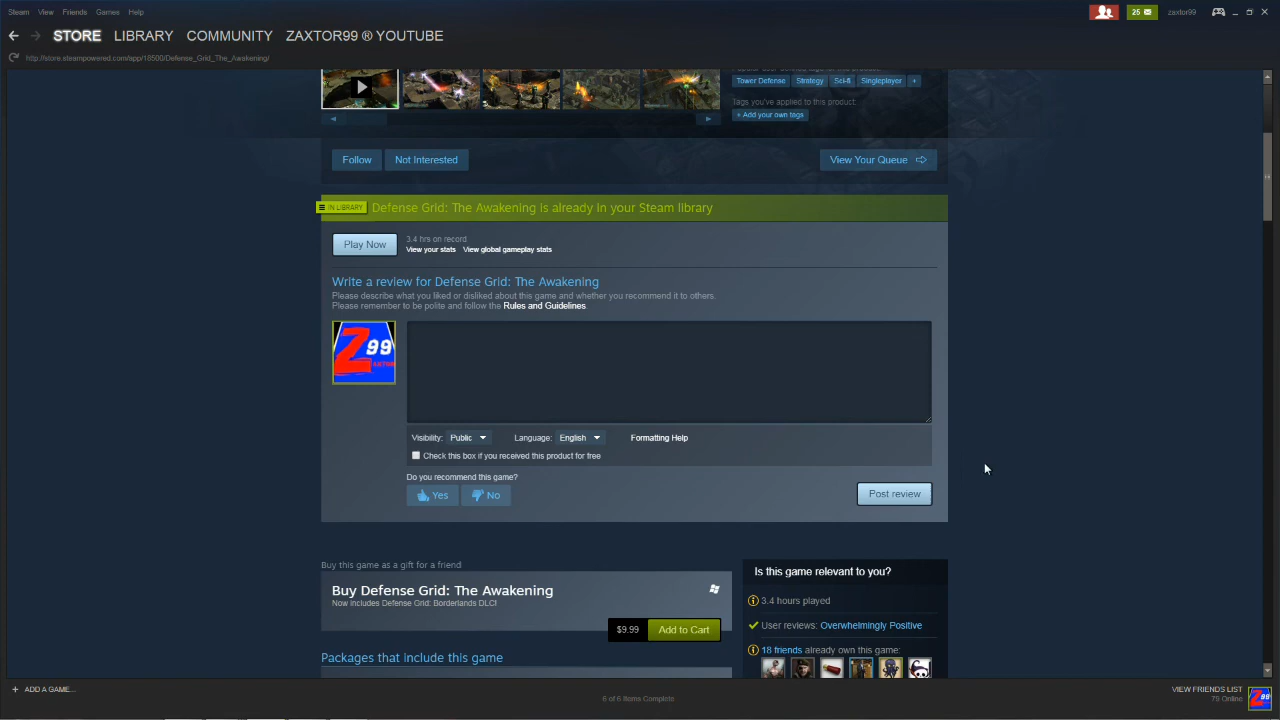 Steam View Friends Games Help
25
zaxtor99
STORE LIBRARY COMMUNITY ZAXTOR99 ® YOUTUBE
http://store.steampowered.com/app/18500/Defense_Grid_The_Awakening/
Tower Defense Strategy Sci-fi Singleplayer +
Tags you've applied to this product:
+ Add your own tags
Follow Not Interested View Your Queue
IN LIBRARY Defense Grid: The Awakening is already in your Steam library
Play Now
3.4 hrs on record
View your stats View global gameplay stats
Write a review for Defense Grid: The Awakening
Please describe what you liked or disliked about this game and whether you recommend it to others.
Please remember to be polite and follow the Rules and Guidelines.
Z 99
Visibility: Public Language: English Formatting Help
Check this box if you received this product for free
Do you recommend this game?
Yes No
Post review
Buy this game as a gift for a friend
Buy Defense Grid: The Awakening
Now includes Defense Grid: Borderlands DLC!
$9.99 Add to Cart
Is this game relevant to you?
3.4 hours played
User reviews: Overwhelmingly Positive
18 friends already own this game:
Packages that include this game
+ ADD A GAME...
6 of 6 Items Complete
VIEW FRIENDS LIST
79 Online
Z 99